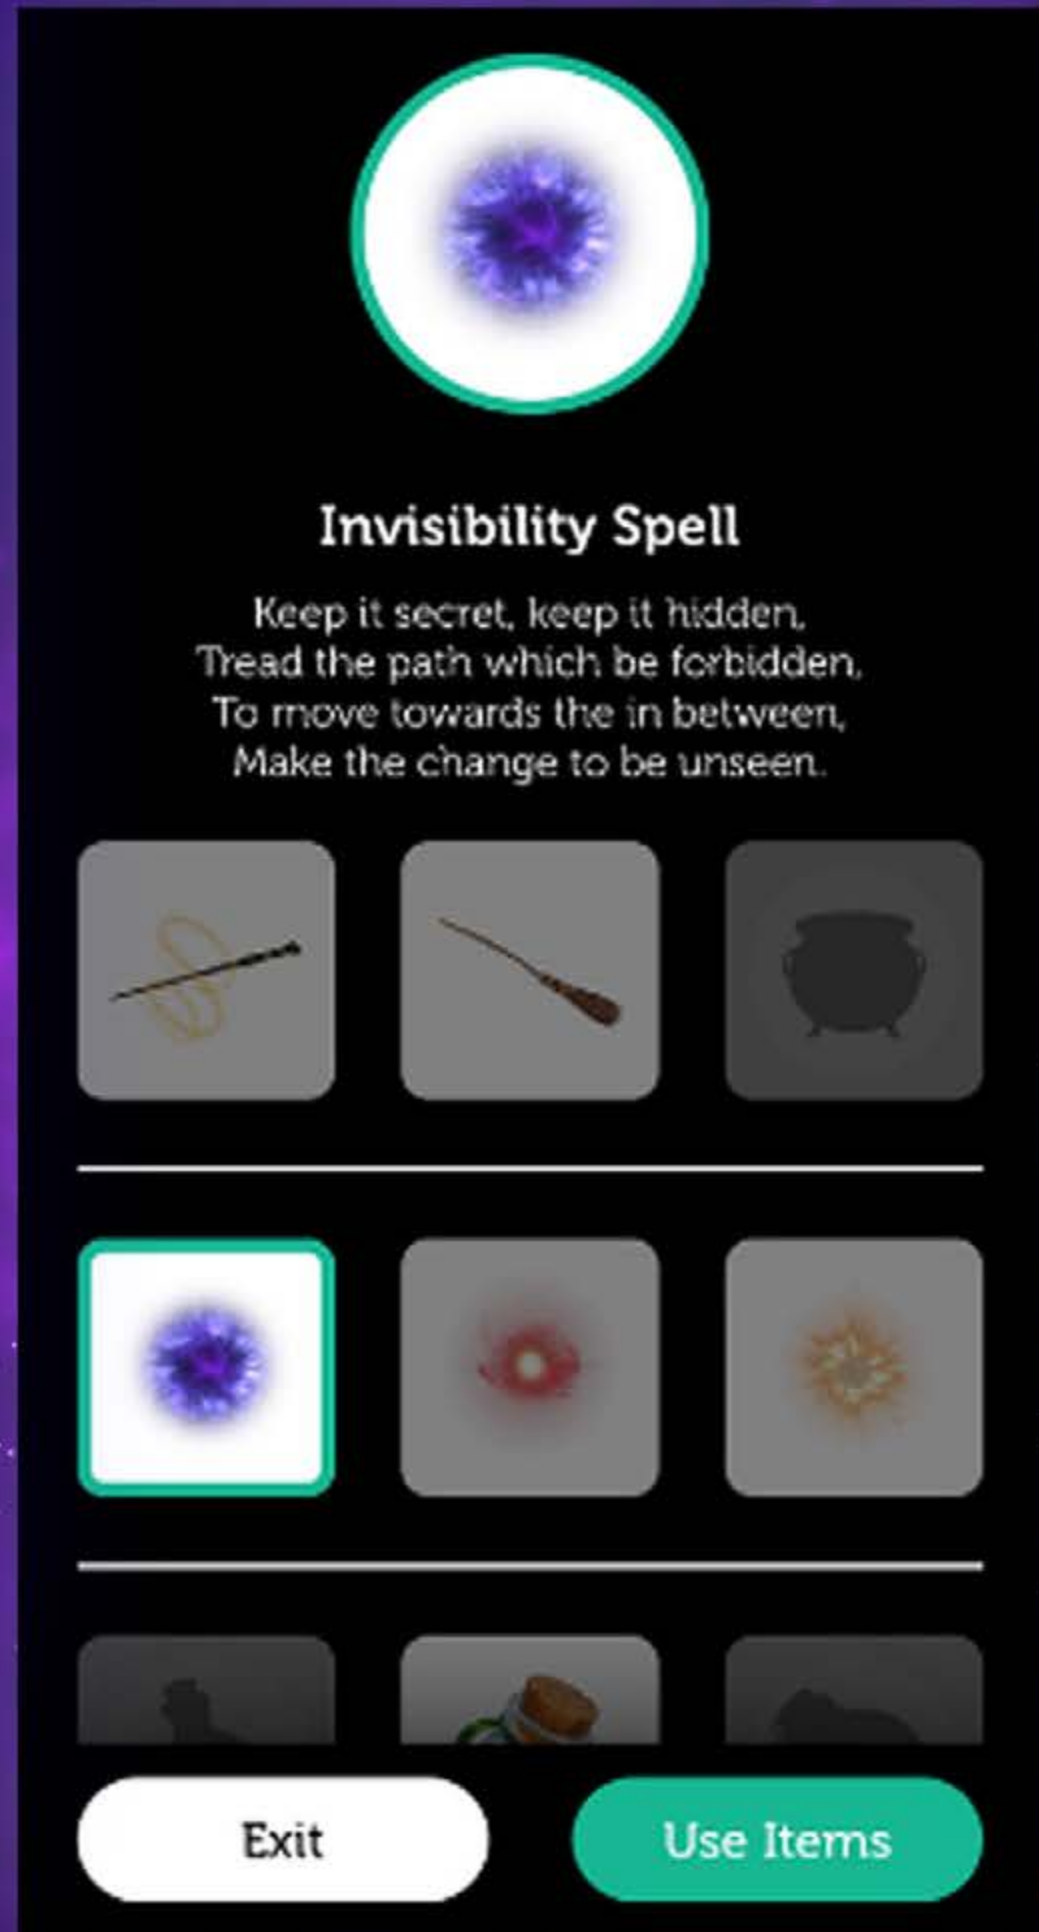 Invisibility Spell
Keep it secret, keep it hidden,
Tread the path which be forbidden,
To move towards the in between,
Make the change to be unseen.
Exit
Use Items